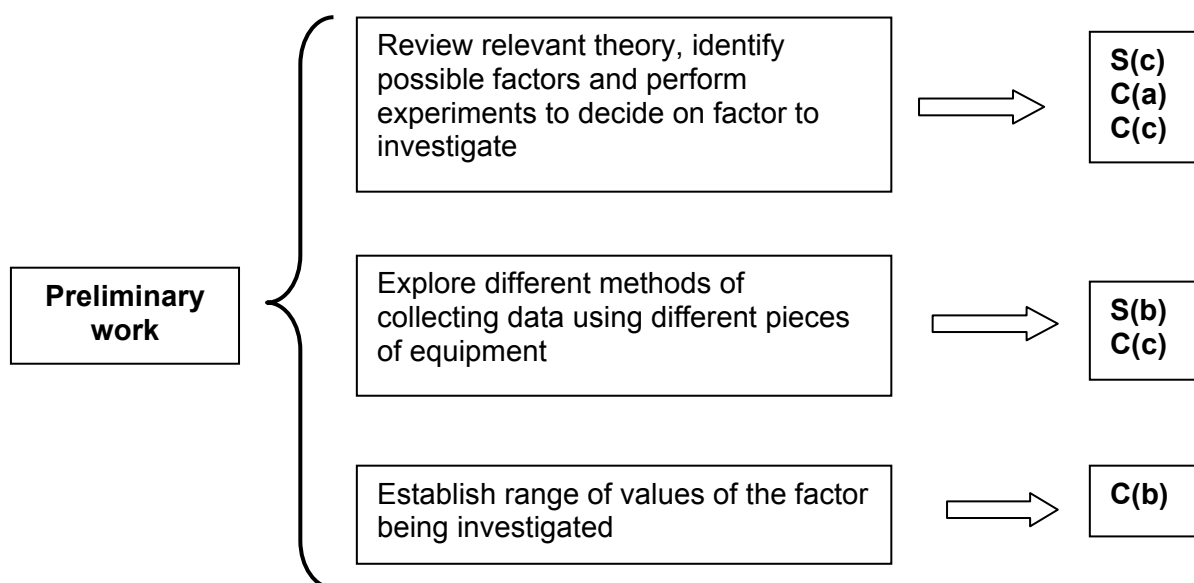 Review relevant theory, identify
possible factors and perform
experiments to decide on factor to
investigate
S(c)
C(a)
C(c)
Preliminary
work
Explore different methods of
collecting data using different pieces
of equipment
S(b)
C(c)
Establish range of values of the factor
being investigated
C(b)